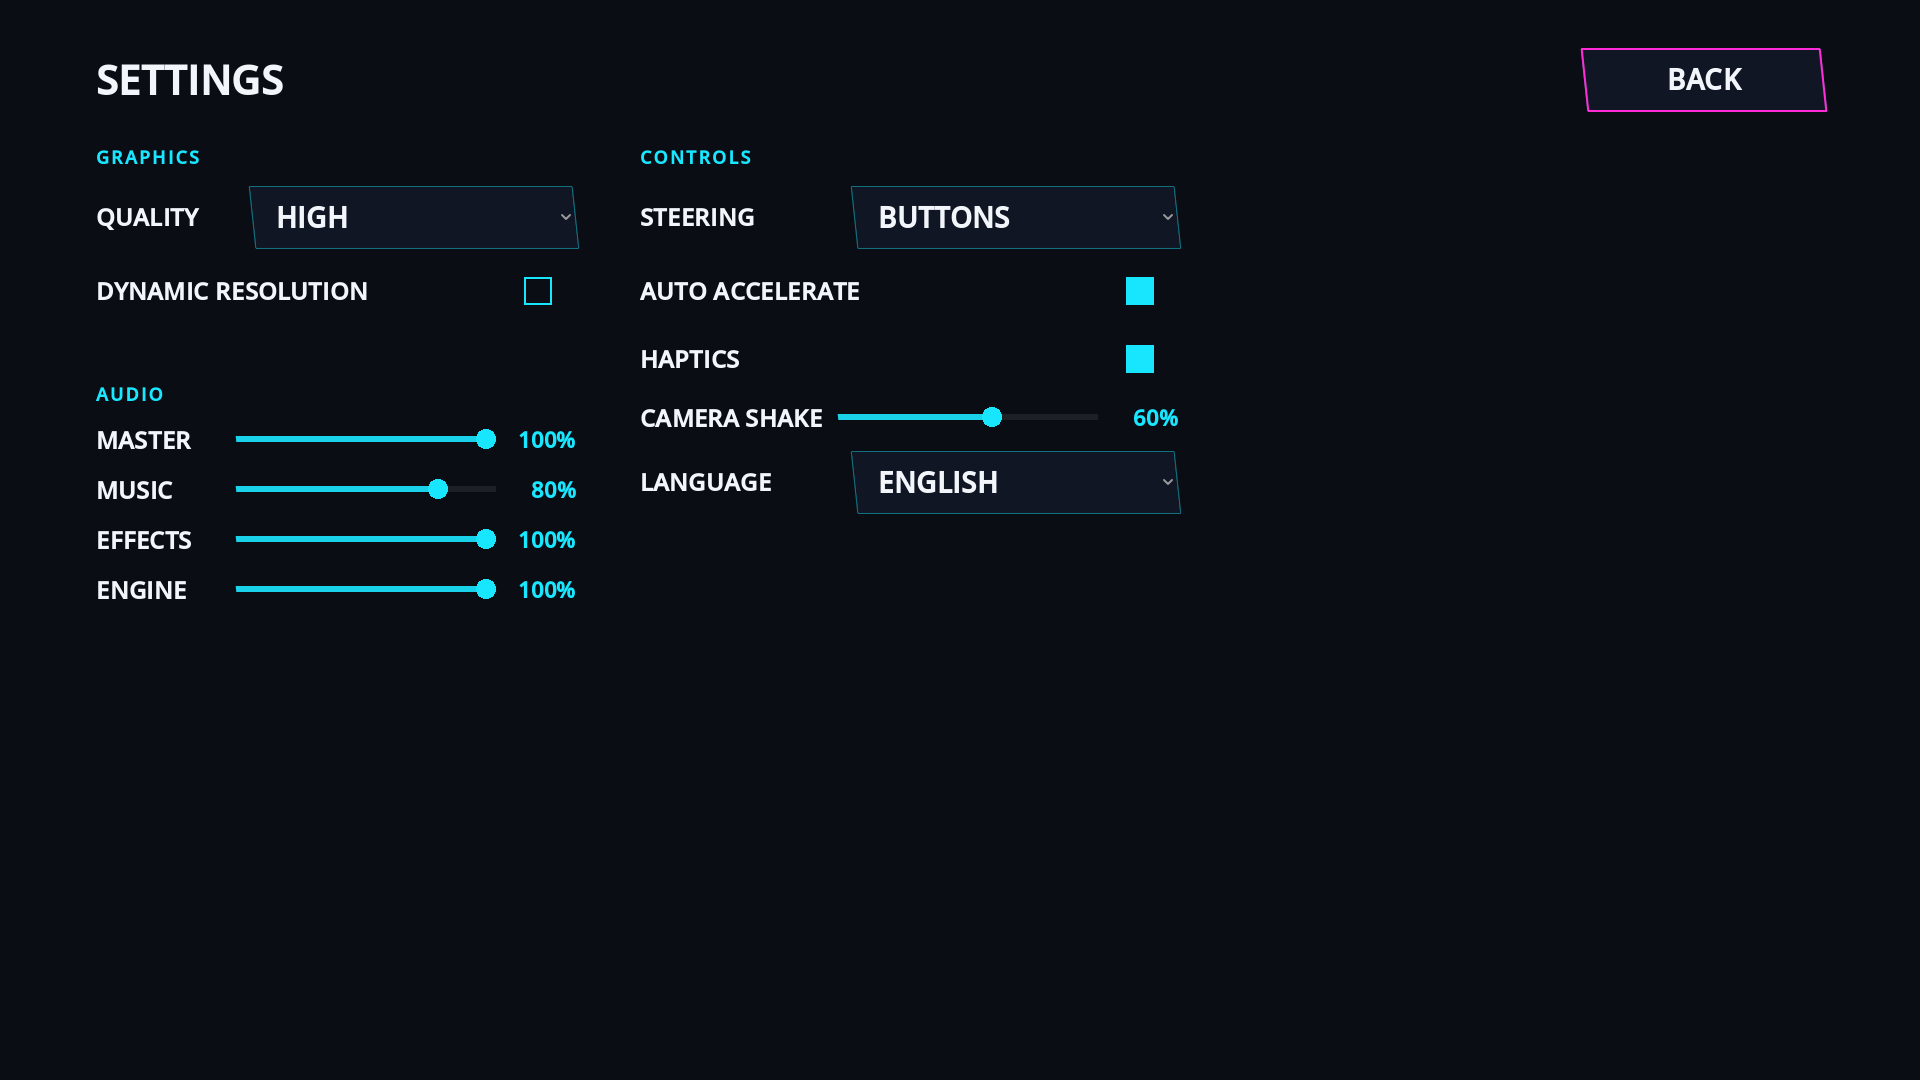 SETTINGS
BACK
GRAPHICS
QUALITY HIGH
DYNAMIC RESOLUTION
AUDIO
MASTER 100%
MUSIC 80%
EFFECTS 100%
ENGINE 100%
CONTROLS
STEERING BUTTONS
AUTO ACCELERATE
HAPTICS
CAMERA SHAKE 60%
LANGUAGE ENGLISH